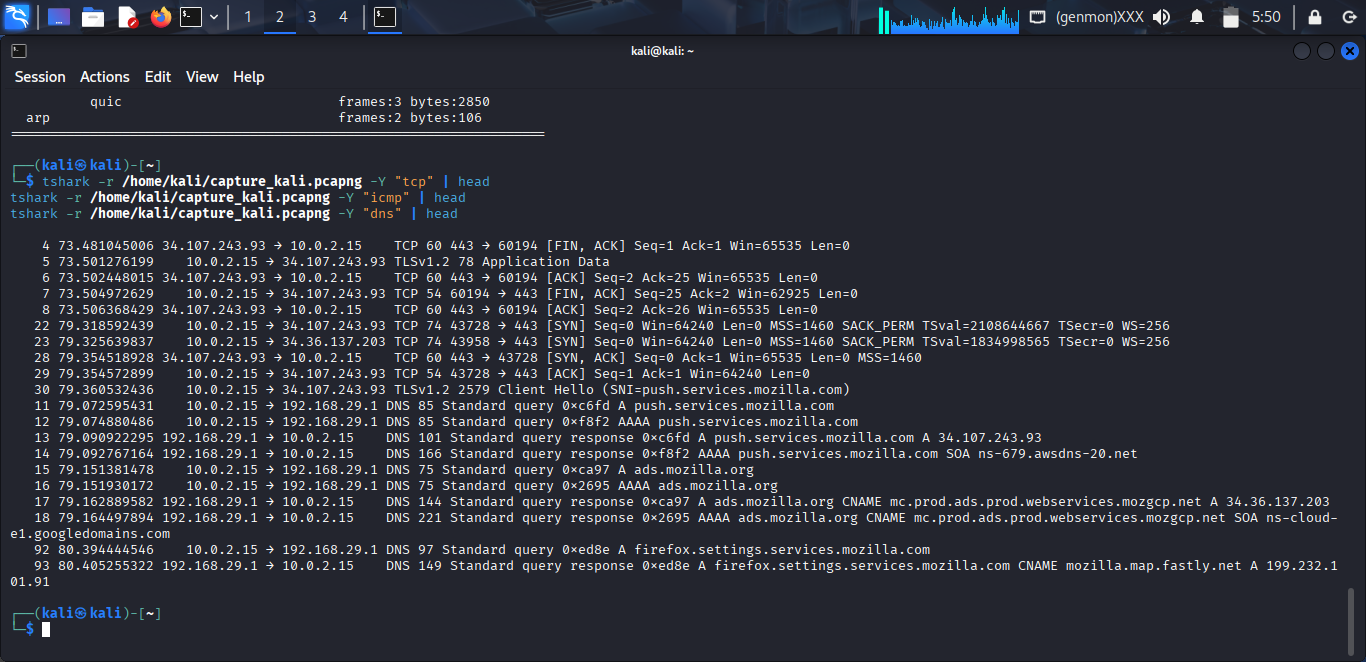 1 2 3 4 (genmon)XXX 5:50
kali@kali: ~
Session Actions Edit View Help
quic frames:3 bytes:2850
arp frames:2 bytes:106
┌──(kali㉿kali)-[~]
└─$ tshark -r /home/kali/capture_kali.pcapng -Y "tcp" | head
tshark -r /home/kali/capture_kali.pcapng -Y "icmp" | head
tshark -r /home/kali/capture_kali.pcapng -Y "dns" | head
4 73.481045006 34.107.243.93 → 10.0.2.15 TCP 60 443 → 60194 [FIN, ACK] Seq=1 Ack=1 Win=65535 Len=0
5 73.501276199 10.0.2.15 → 34.107.243.93 TLSv1.2 78 Application Data
6 73.502448015 34.107.243.93 → 10.0.2.15 TCP 60 443 → 60194 [ACK] Seq=2 Ack=25 Win=65535 Len=0
7 73.504972629 10.0.2.15 → 34.107.243.93 TCP 54 60194 → 443 [FIN, ACK] Seq=25 Ack=2 Win=62925 Len=0
8 73.506368429 34.107.243.93 → 10.0.2.15 TCP 60 443 → 60194 [ACK] Seq=2 Ack=26 Win=65535 Len=0
22 79.318592439 10.0.2.15 → 34.107.243.93 TCP 74 43728 → 443 [SYN] Seq=0 Win=64240 Len=0 MSS=1460 SACK_PERM TSval=2108644667 TSecr=0 WS=256
23 79.325639837 10.0.2.15 → 34.36.137.203 TCP 74 43958 → 443 [SYN] Seq=0 Win=64240 Len=0 MSS=1460 SACK_PERM TSval=1834998565 TSecr=0 WS=256
28 79.354518928 34.107.243.93 → 10.0.2.15 TCP 60 443 → 43728 [SYN, ACK] Seq=0 Ack=1 Win=65535 Len=0 MSS=1460
29 79.354572899 10.0.2.15 → 34.107.243.93 TCP 54 43728 → 443 [ACK] Seq=1 Ack=1 Win=64240 Len=0
30 79.360532436 10.0.2.15 → 34.107.243.93 TLSv1.2 2579 Client Hello (SNI=push.services.mozilla.com)
11 79.072595431 10.0.2.15 → 192.168.29.1 DNS 85 Standard query 0×c6fd A push.services.mozilla.com
12 79.074880486 10.0.2.15 → 192.168.29.1 DNS 85 Standard query 0×f8f2 AAAA push.services.mozilla.com
13 79.090922295 192.168.29.1 → 10.0.2.15 DNS 101 Standard query response 0×c6fd A push.services.mozilla.com A 34.107.243.93
14 79.092767164 192.168.29.1 → 10.0.2.15 DNS 166 Standard query response 0×f8f2 AAAA push.services.mozilla.com SOA ns-679.awsdns-20.net
15 79.151381478 10.0.2.15 → 192.168.29.1 DNS 75 Standard query 0×ca97 A ads.mozilla.org
16 79.151930172 10.0.2.15 → 192.168.29.1 DNS 75 Standard query 0×2695 AAAA ads.mozilla.org
17 79.162889582 192.168.29.1 → 10.0.2.15 DNS 144 Standard query response 0×ca97 A ads.mozilla.org CNAME mc.prod.ads.prod.webservices.mozgcp.net A 34.36.137.203
18 79.164497894 192.168.29.1 → 10.0.2.15 DNS 221 Standard query response 0×2695 AAAA ads.mozilla.org CNAME mc.prod.ads.prod.webservices.mozgcp.net SOA ns-cloud-
e1.googledomains.com
92 80.394444546 10.0.2.15 → 192.168.29.1 DNS 97 Standard query 0×ed8e A firefox.settings.services.mozilla.com
93 80.405255322 192.168.29.1 → 10.0.2.15 DNS 149 Standard query response 0×ed8e A firefox.settings.services.mozilla.com CNAME mozilla.map.fastly.net A 199.232.1
01.91
┌──(kali㉿kali)-[~]
└─$